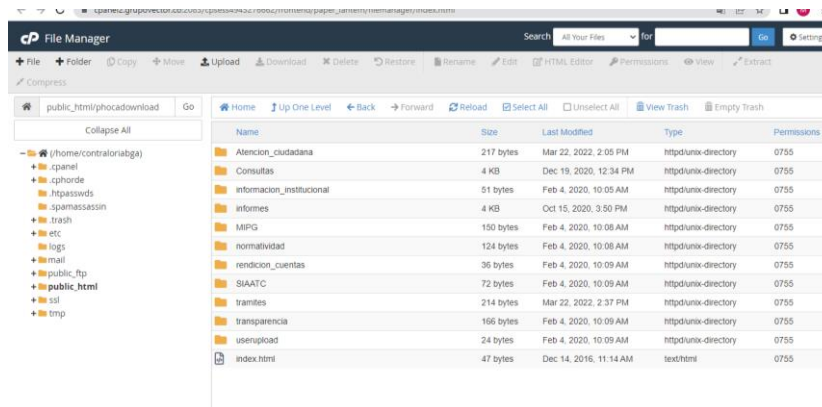 cpanel2.grupovector.co:2083/cpsess4943276662/frontend/paper_lantern/filemanager/index.html
cP File Manager
Search All Your Files for Go Settings
+ File + Folder Copy Move Upload Download Delete Restore Rename Edit HTML Editor Permissions View Extract
Compress
public_html/phocadownload Go
Home Up One Level Back Forward Reload Select All Unselect All View Trash Empty Trash
Collapse All
(/home/contraloriabga)
.cpanel
.cphorde
.htpasswds
.spamassassin
.trash
etc
logs
mail
public_ftp
public_html
ssl
tmp
Name Size Last Modified Type Permissions
Atencion_ciudadana 217 bytes Mar 22, 2022, 2:05 PM httpd/unix-directory 0755
Consultas 4 KB Dec 19, 2020, 12:34 PM httpd/unix-directory 0755
informacion_institucional 51 bytes Feb 4, 2020, 10:05 AM httpd/unix-directory 0755
informes 4 KB Oct 15, 2020, 3:50 PM httpd/unix-directory 0755
MIPG 150 bytes Feb 4, 2020, 10:08 AM httpd/unix-directory 0755
normatividad 124 bytes Feb 4, 2020, 10:08 AM httpd/unix-directory 0755
rendicion_cuentas 36 bytes Feb 4, 2020, 10:09 AM httpd/unix-directory 0755
SIAATC 72 bytes Feb 4, 2020, 10:09 AM httpd/unix-directory 0755
tramites 214 bytes Mar 22, 2022, 2:37 PM httpd/unix-directory 0755
transparencia 166 bytes Feb 4, 2020, 10:09 AM httpd/unix-directory 0755
userupload 24 bytes Feb 4, 2020, 10:09 AM httpd/unix-directory 0755
index.html 47 bytes Dec 14, 2016, 11:14 AM text/html 0755